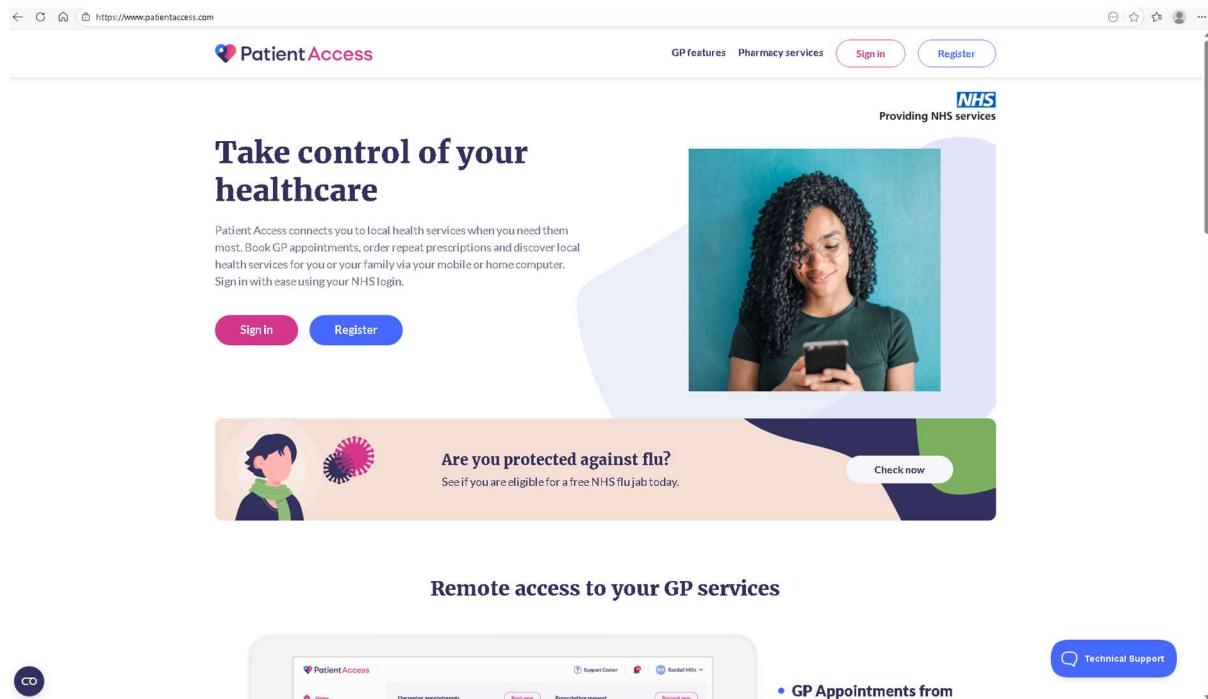 https://www.patientaccess.com
Patient Access
GP features Pharmacy services Sign in Register
NHS
Providing NHS services
Take control of your
healthcare
Patient Access connects you to local health services when you need them
most. Book GP appointments, order repeat prescriptions and discover local
health services for you or your family via your mobile or home computer.
Sign in with ease using your NHS login.
Sign in Register
Are you protected against flu?
See if you are eligible for a free NHS flu jab today.
Check now
Remote access to your GP services
Patient Access Support Center Randall Mills
Home Upcoming appointments Book now Prescription request Request now
GP Appointments from
Technical Support